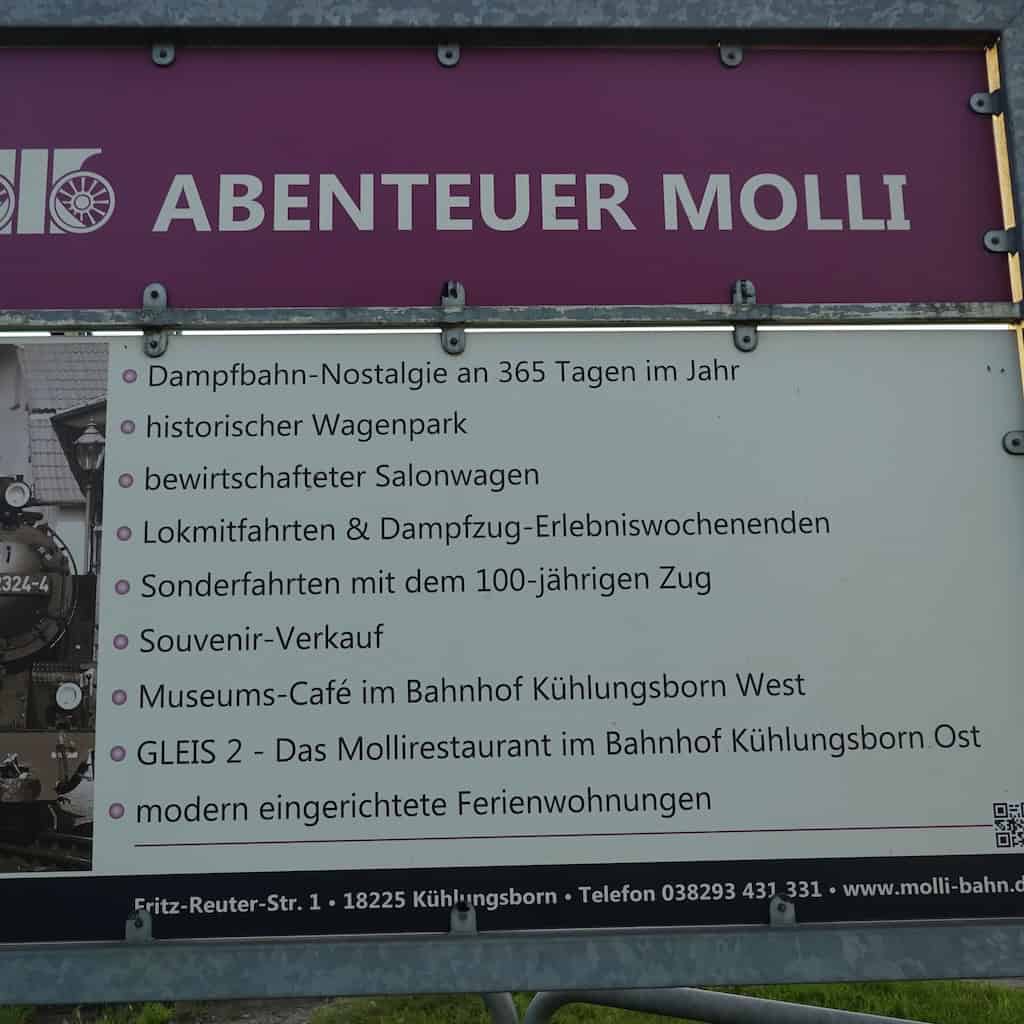 ABENTEUER MOLLI
Dampfbahn-Nostalgie an 365 Tagen im Jahr
historischer Wagenpark
bewirtschafteter Salonwagen
Lokmitfahrten & Dampfzug-Erlebniswochenenden
Sonderfahrten mit dem 100-jährigen Zug
Souvenir-Verkauf
Museums-Café im Bahnhof Kühlungsborn West
GLEIS 2 - Das Mollirestaurant im Bahnhof Kühlungsborn Ost
modern eingerichtete Ferienwohnungen
2324-4
Fritz-Reuter-Str. 1 • 18225 Kühlungsborn • Telefon 038293 431 331 • www.molli-bahn.d